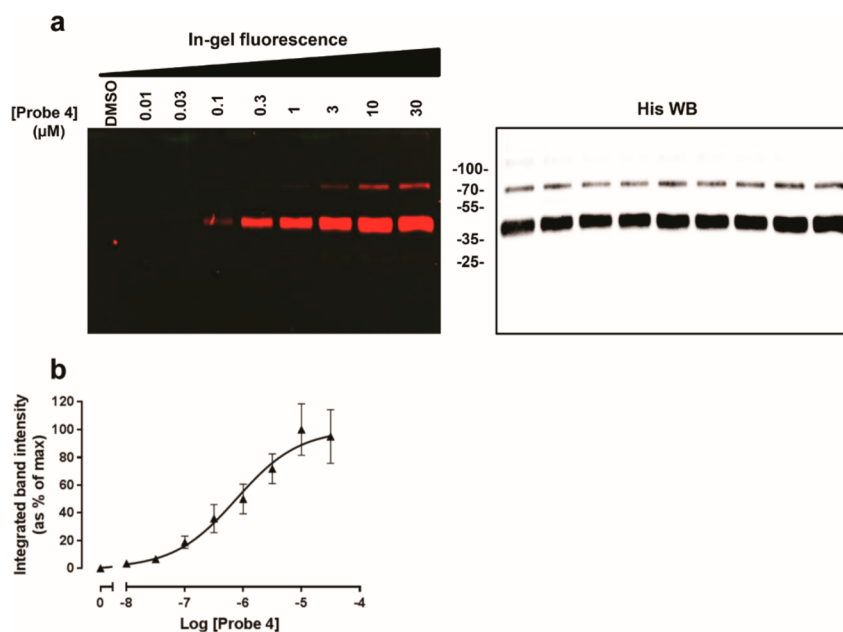 a
In-gel fluorescence
[Probe 4]
(µM)
DMSO
0.01
0.03
0.1
0.3
1
3
10
30
His WB
-100-
-70-
-55-
-35-
-25-
b
Integrated band intensity
(as % of max)
120
100
80
60
40
20
0
0 -8 -7 -6 -5 -4
Log [Probe 4]